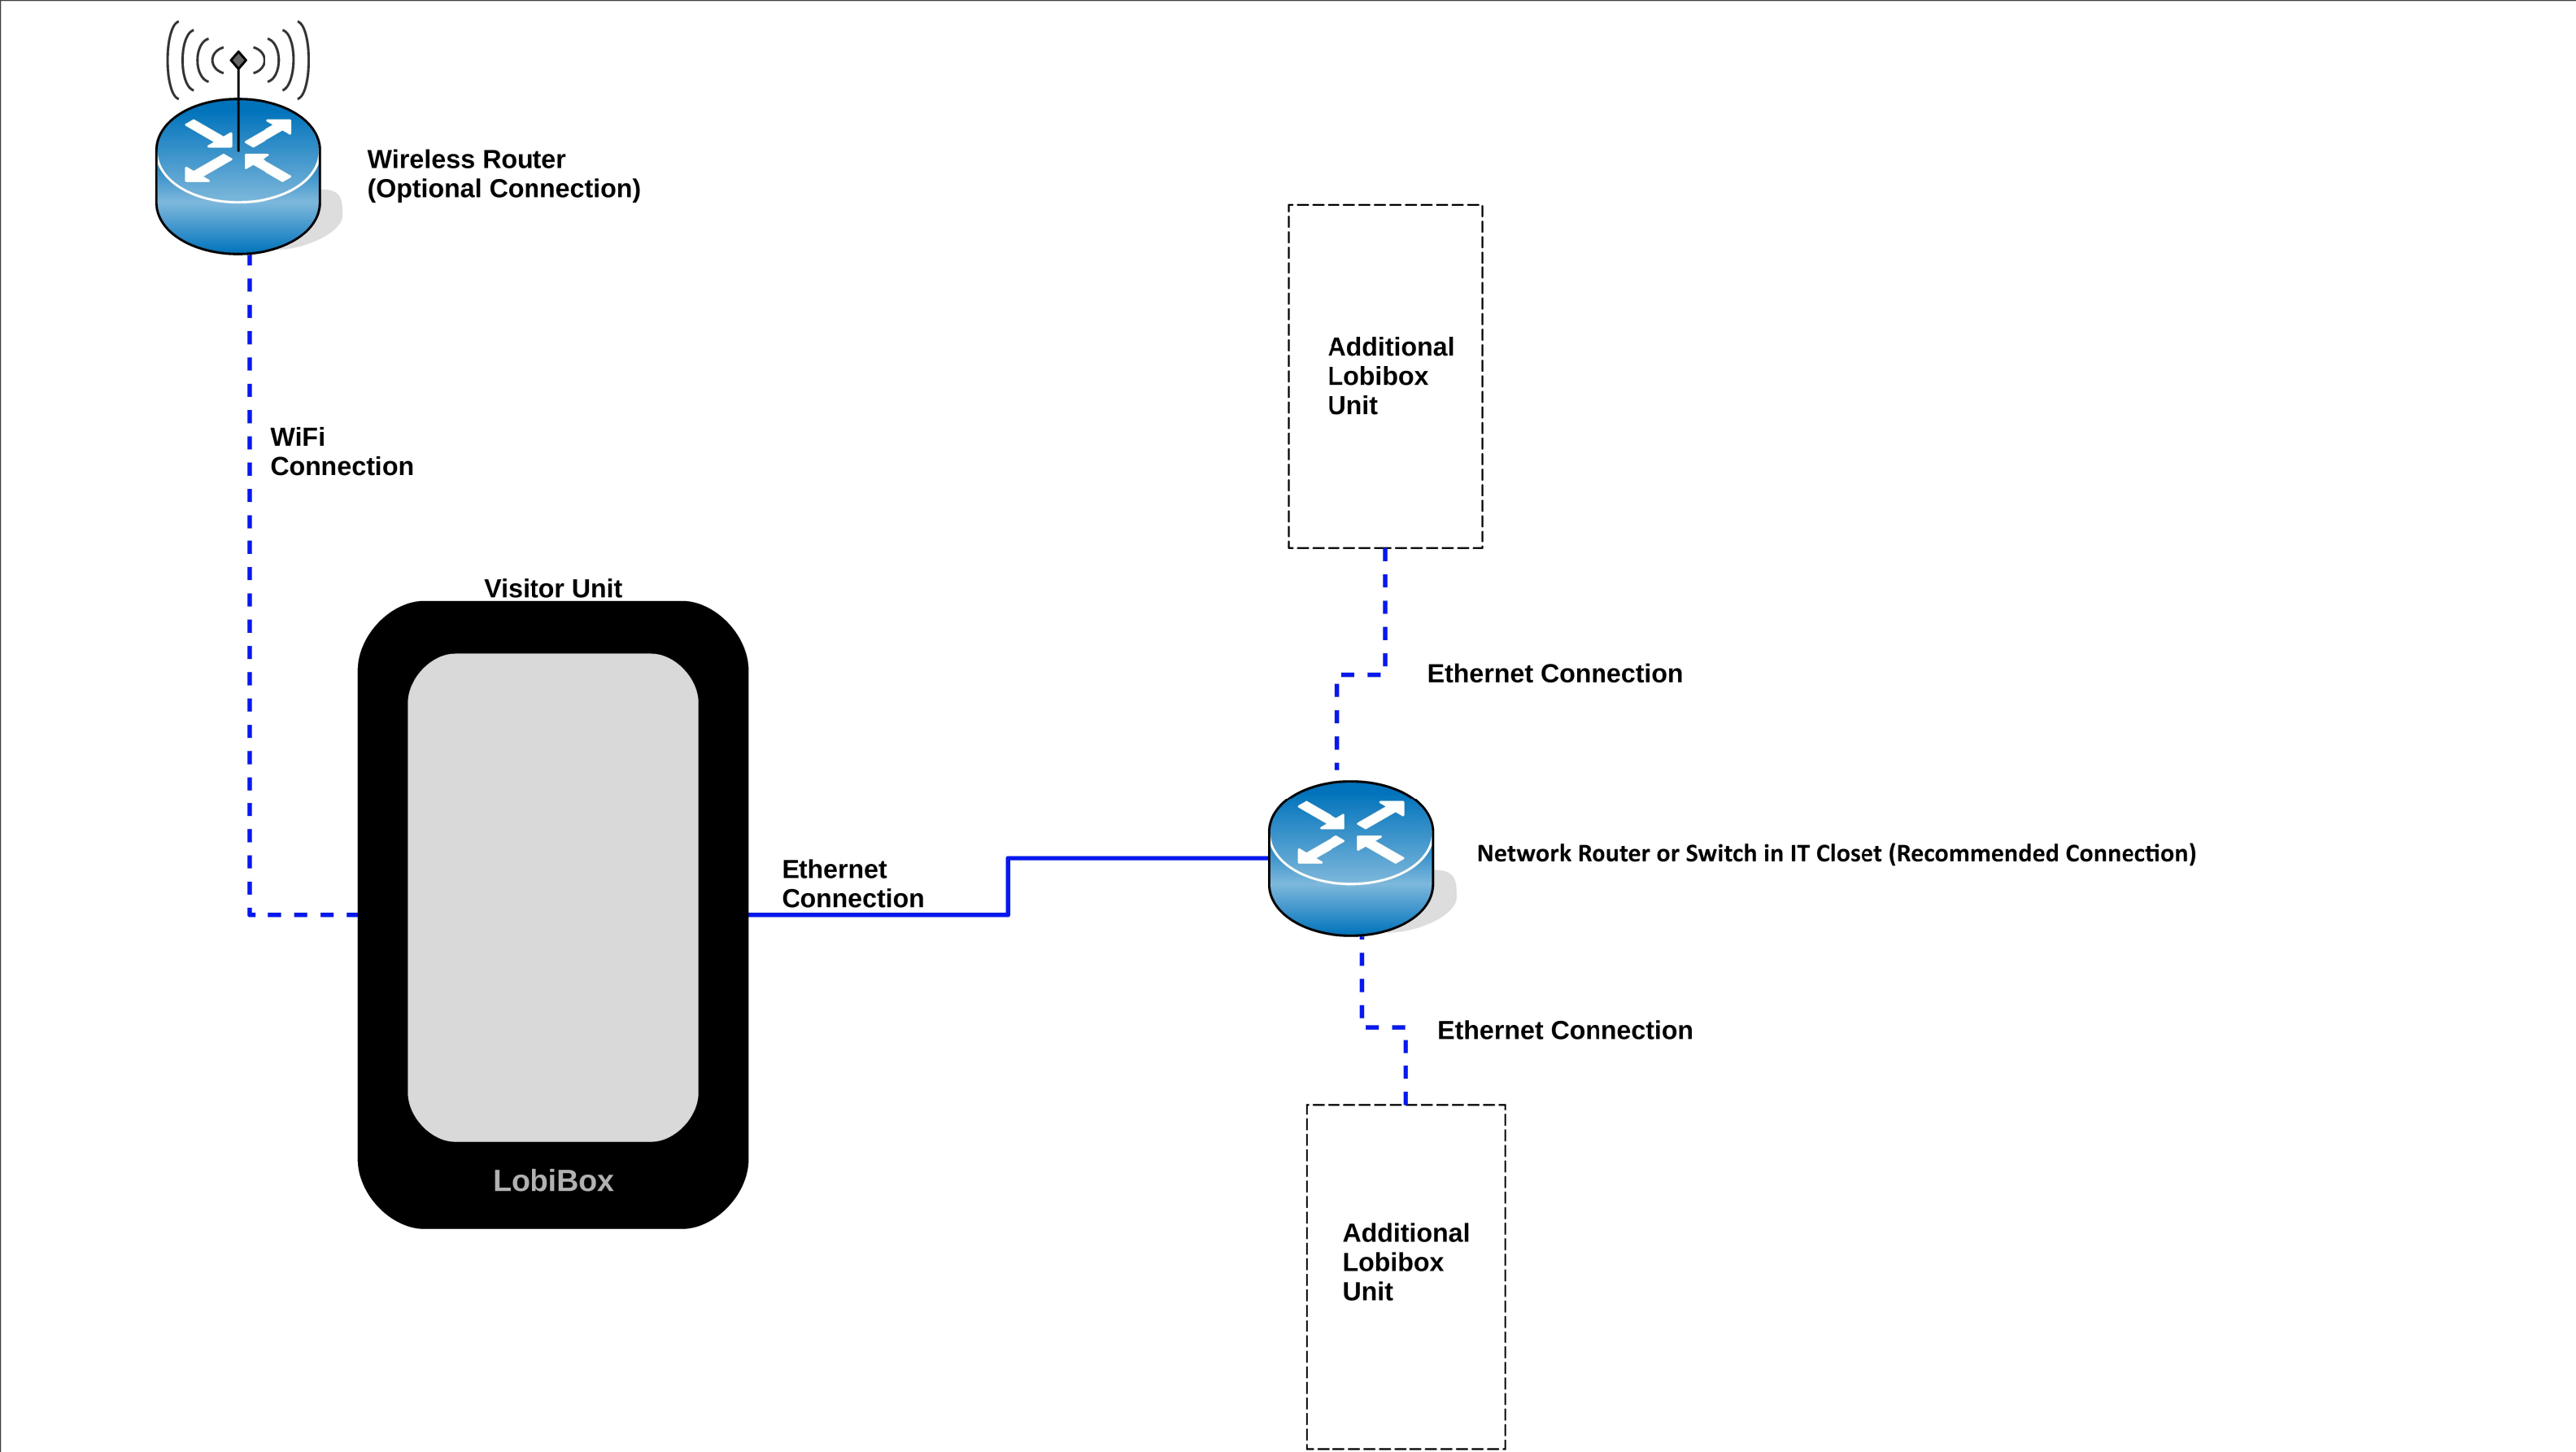 Wireless Router
(Optional Connection)
Additional
Lobibox
Unit
WiFi
Connection
Visitor Unit
Ethernet Connection
Network Router or Switch in IT Closet (Recommended Connection)
Ethernet
Connection
Ethernet Connection
LobiBox
Additional
Lobibox
Unit